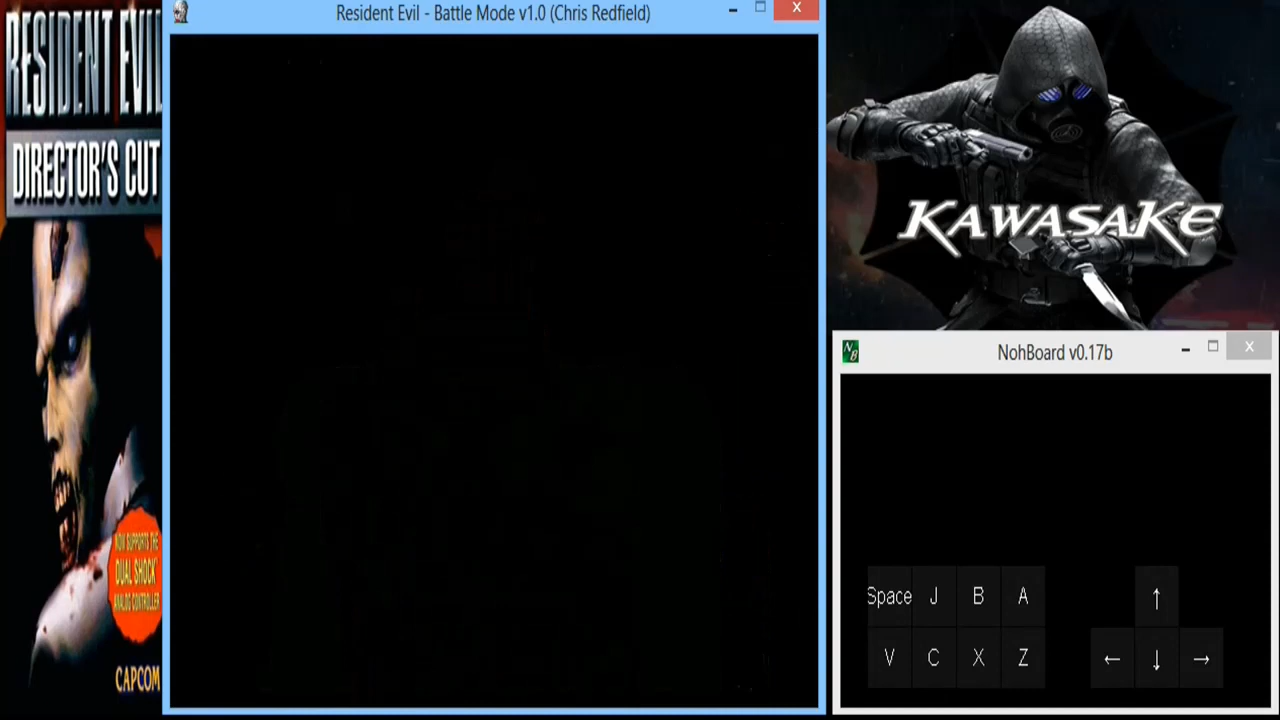 RESIDENT EVIL
DIRECTOR'S CUT
NOW SUPPORTS THE
DUAL SHOCK
ANALOG CONTROLLER
CAPCOM
Resident Evil - Battle Mode v1.0 (Chris Redfield)
KAWASAKE
NohBoard v0.17b
Space J B A ↑
V C X Z ← ↓ →